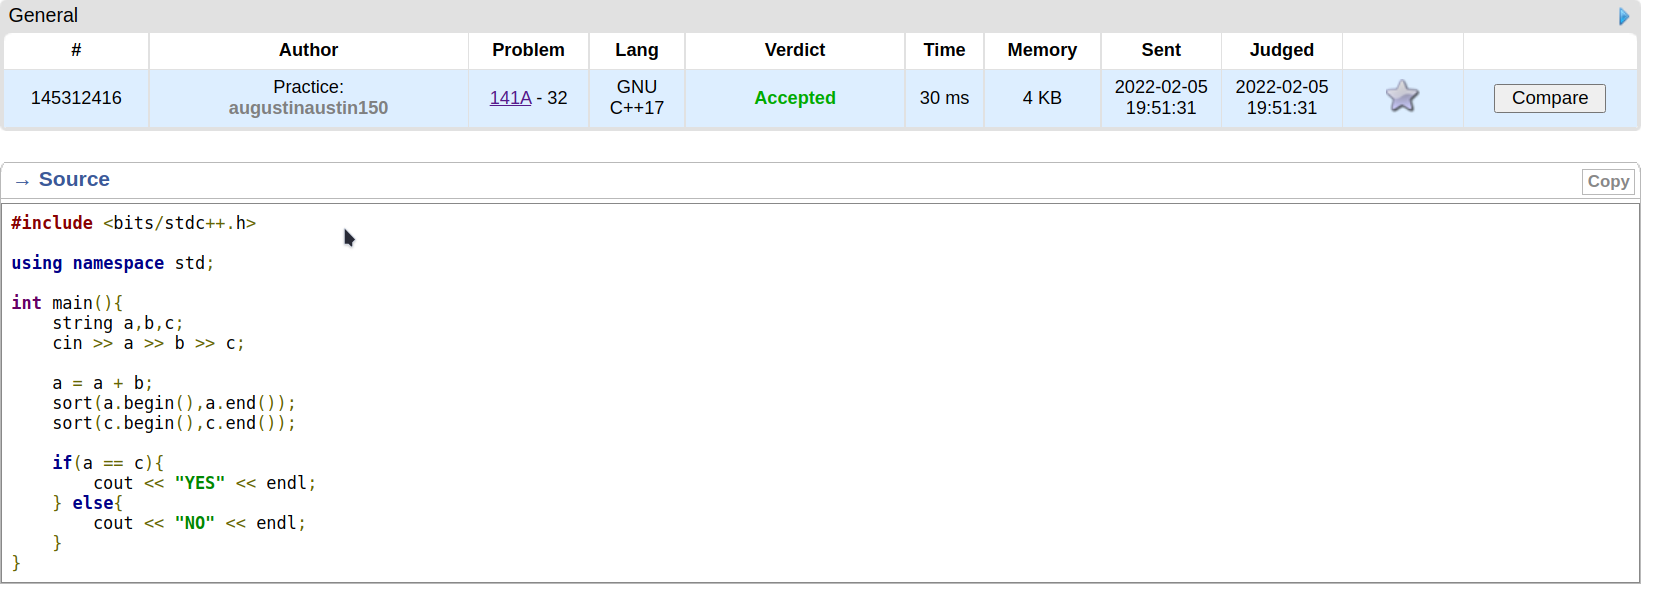 General
# Author Problem Lang Verdict Time Memory Sent Judged
145312416 Practice: augustinaustin150 141A - 32 GNU C++17 Accepted 30 ms 4 KB 2022-02-05 19:51:31 2022-02-05 19:51:31 Compare
→ Source
Copy
#include <bits/stdc++.h>
using namespace std;
int main(){
    string a,b,c;
    cin >> a >> b >> c;
    a = a + b;
    sort(a.begin(),a.end());
    sort(c.begin(),c.end());
    if(a == c){
        cout << "YES" << endl;
    } else{
        cout << "NO" << endl;
    }
}